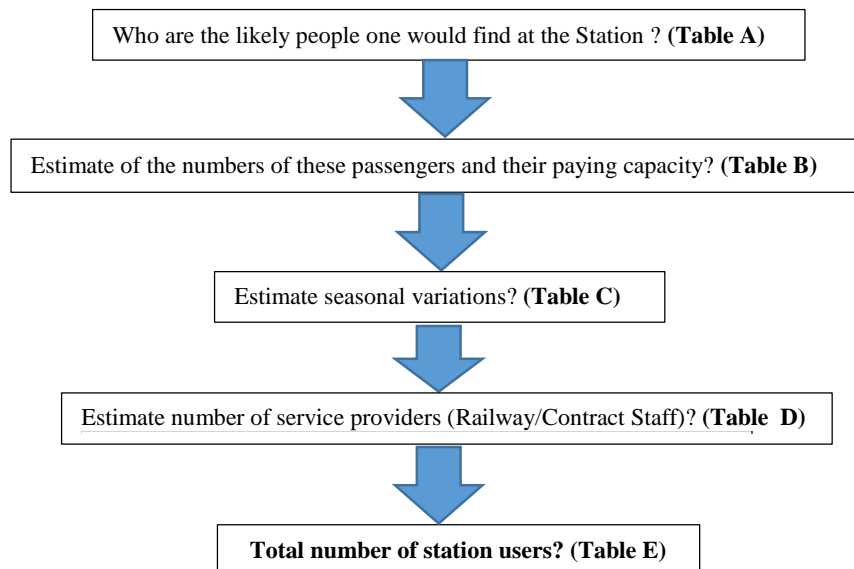 Who are the likely people one would find at the Station ? (Table A)
Estimate of the numbers of these passengers and their paying capacity? (Table B)
Estimate seasonal variations? (Table C)
Estimate number of service providers (Railway/Contract Staff)? (Table D)
Total number of station users? (Table E)